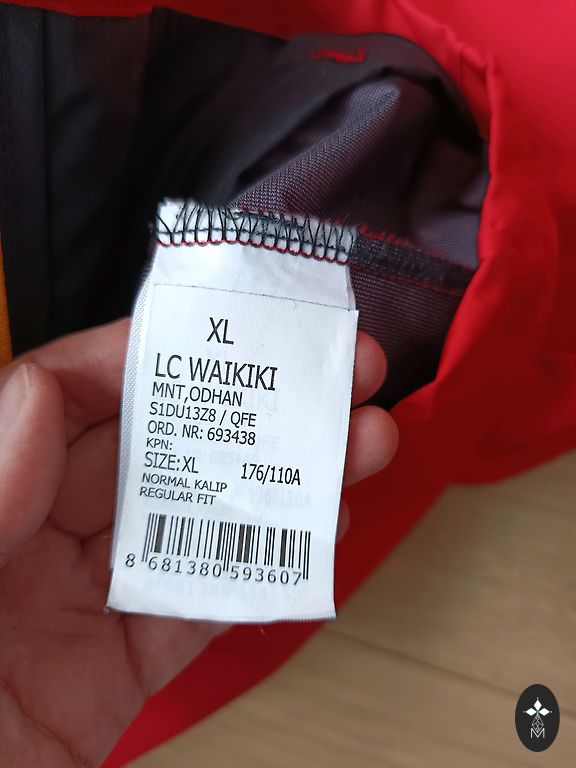 XL
LC WAIKIKI
MNT,ODHAN
S1DU13Z8 / QFE
ORD. NR: 693438
KPN:
SIZE:XL 176/110A
NORMAL KALIP
REGULAR FIT
8 681380 593607
M